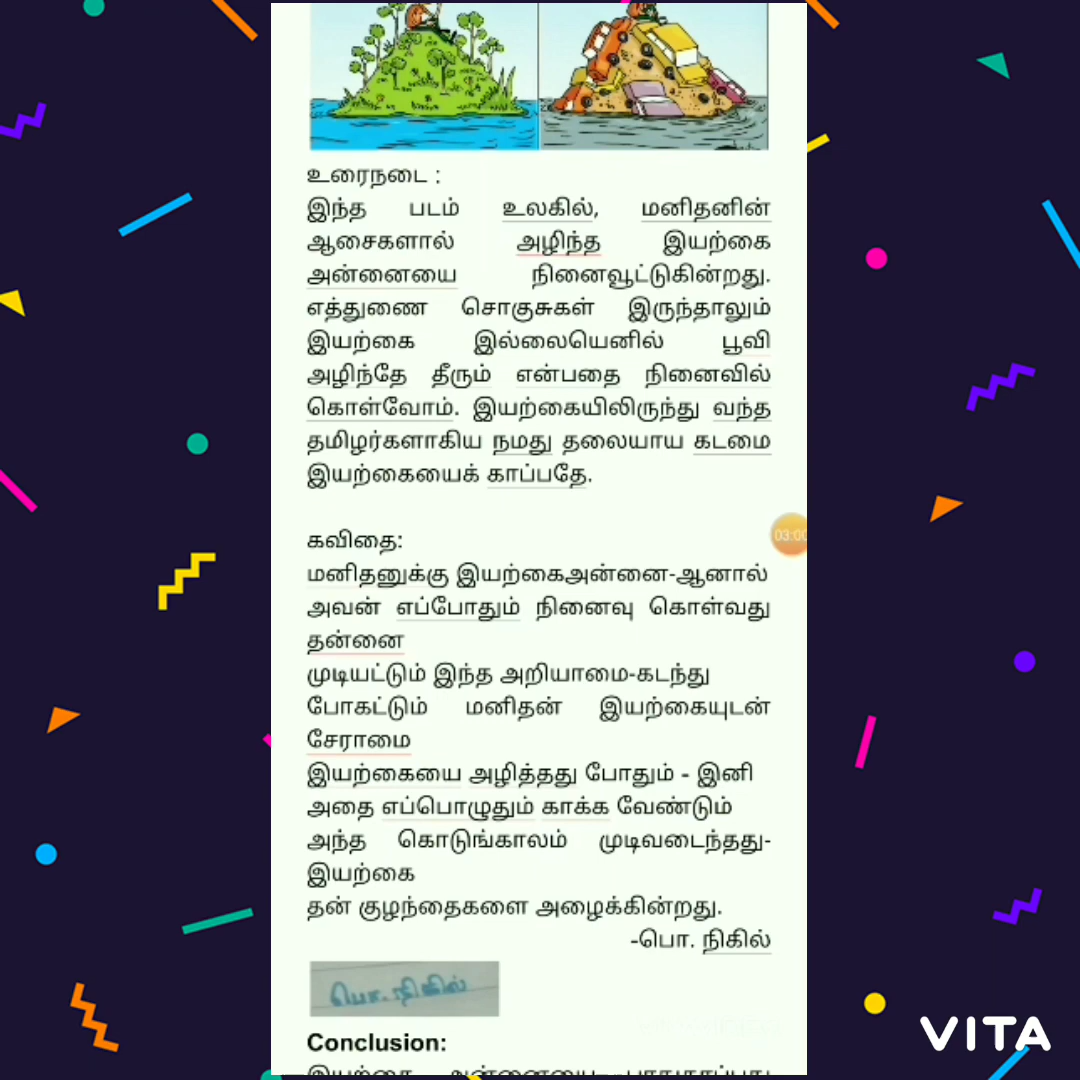 உரைநடை :
இந்த படம் உலகில், மனிதனின்
ஆசைகளால் அழிந்த இயற்கை
அன்னையை நினைவூட்டுகின்றது.
எத்துணை சொகுசுகள் இருந்தாலும்
இயற்கை இல்லையெனில் பூவி
அழிந்தே தீரும் என்பதை நினைவில்
கொள்வோம். இயற்கையிலிருந்து வந்த
தமிழர்களாகிய நமது தலையாய கடமை
இயற்கையைக் காப்பதே.
03:00
கவிதை:
மனிதனுக்கு இயற்கைஅன்னை-ஆனால்
அவன் எப்போதும் நினைவு கொள்வது
தன்னை
முடியட்டும் இந்த அறியாமை-கடந்து
போகட்டும் மனிதன் இயற்கையுடன்
சேராமை
இயற்கையை அழித்தது போதும் - இனி
அதை எப்பொழுதும் காக்க வேண்டும்
அந்த கொடுங்காலம் முடிவடைந்தது-
இயற்கை
தன் குழந்தைகளை அழைக்கின்றது.
-பொ. நிகில்
பொ. நிகில்
Conclusion:
VITA